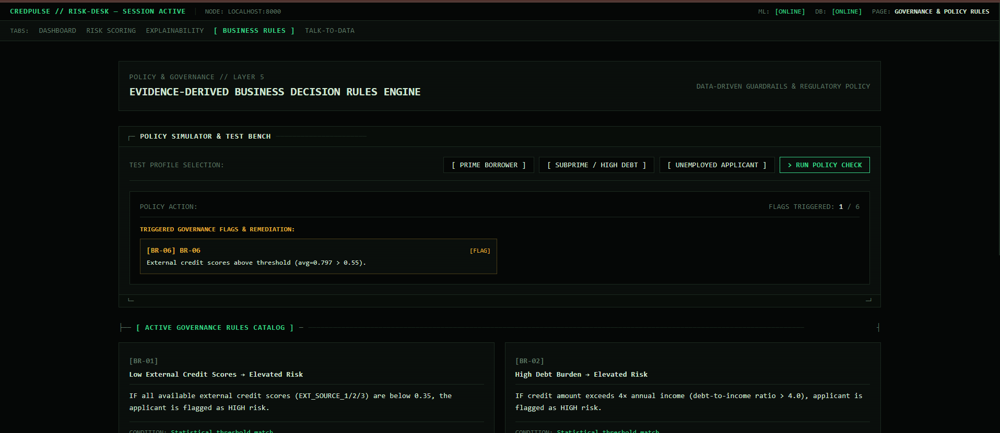 CREDPULSE // RISK-DESK — SESSION ACTIVE NODE: LOCALHOST:8000 ML: [ONLINE] DB: [ONLINE] PAGE: GOVERNANCE & POLICY RULES
TABS: DASHBOARD RISK SCORING EXPLAINABILITY [ BUSINESS RULES ] TALK-TO-DATA
POLICY & GOVERNANCE // LAYER 5
EVIDENCE-DERIVED BUSINESS DECISION RULES ENGINE
DATA-DRIVEN GUARDRAILS & REGULATORY POLICY
POLICY SIMULATOR & TEST BENCH
TEST PROFILE SELECTION: [ PRIME BORROWER ] [ SUBPRIME / HIGH DEBT ] [ UNEMPLOYED APPLICANT ] > RUN POLICY CHECK
POLICY ACTION: FLAGS TRIGGERED: 1 / 6
TRIGGERED GOVERNANCE FLAGS & REMEDIATION:
[BR-06] BR-06 [FLAG]
External credit scores above threshold (avg=0.797 > 0.55).
[ ACTIVE GOVERNANCE RULES CATALOG ]
[BR-01]
Low External Credit Scores → Elevated Risk
IF all available external credit scores (EXT_SOURCE_1/2/3) are below 0.35, the
applicant is flagged as HIGH risk.
CONDITION: Statistical threshold match
[BR-02]
High Debt Burden → Elevated Risk
IF credit amount exceeds 4× annual income (debt-to-income ratio > 4.0), applicant is
flagged as HIGH risk.
CONDITION: Statistical threshold match